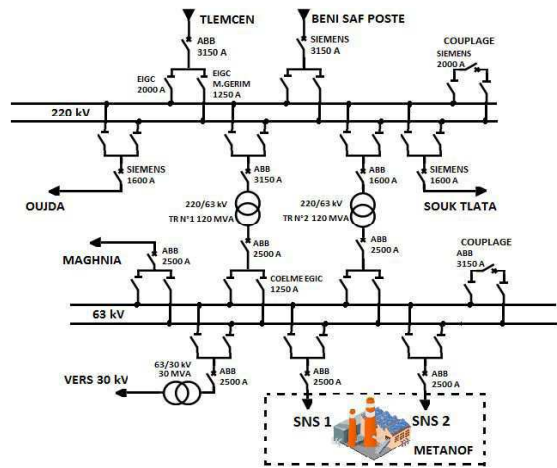 TLEMCEN
BENI SAF POSTE
ABB
3150 A
SIEMENS
3150 A
COUPLAGE
SIEMENS
2000 A
EIGC
2000 A
EIGC
M.GERIM
1250 A
220 kV
SIEMENS
1600 A
ABB
3150 A
ABB
1600 A
SIEMENS
1600 A
OUJDA
220/63 kV
TR N°1 120 MVA
220/63 kV
TR N°2 120 MVA
SOUK TLATA
MAGHNIA
ABB
2500 A
ABB
2500 A
ABB
2500 A
COUPLAGE
ABB
3150 A
COELME EGIC
1250 A
63 kV
63/30 kV
30 MVA
ABB
2500 A
ABB
2500 A
ABB
2500 A
VERS 30 kV
SNS 1
SNS 2
METANOF